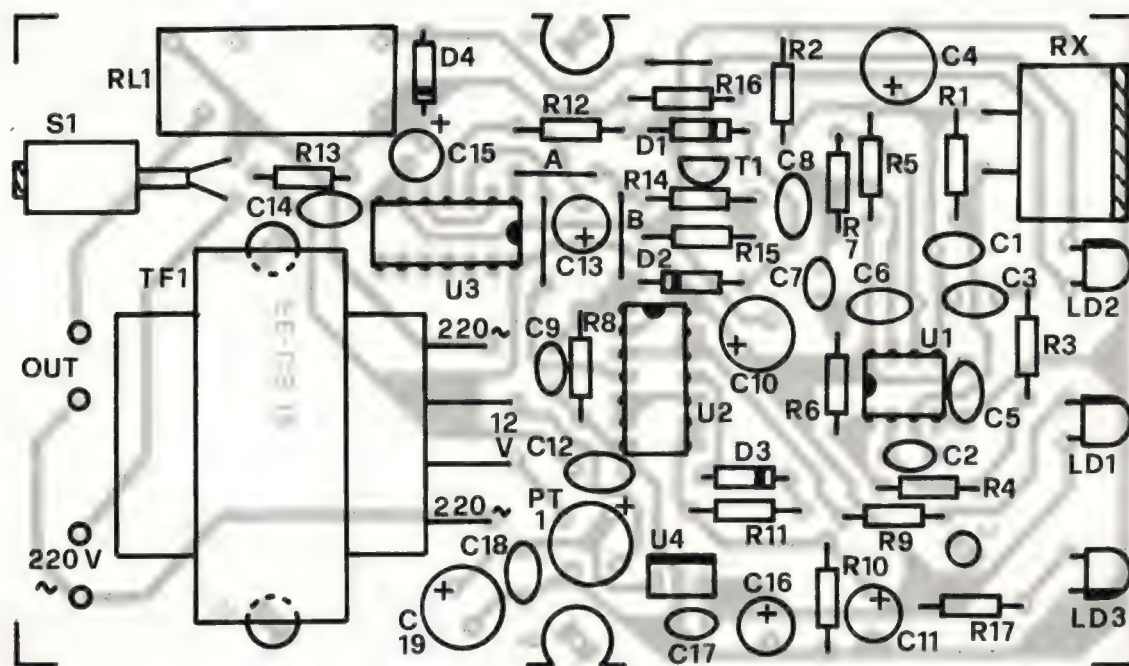 RL1
D4
R2
C4
RX
R16
R1
S1
R12
D1
R13
C15
A
T1
C8
R5
R14
C14
B
R
7
R15
C1
C13
D2
C7
C6
C3
TF1
U3
LD2
220~
C9
R8
U1
R3
OUT
C10
12
V
U2
R6
C5
C12
D3
C2
LD1
R4
220~
PT
1
R11
R9
220 V
~
C18
U4
R10
C16
C
19
C17
C11
R17
LD3